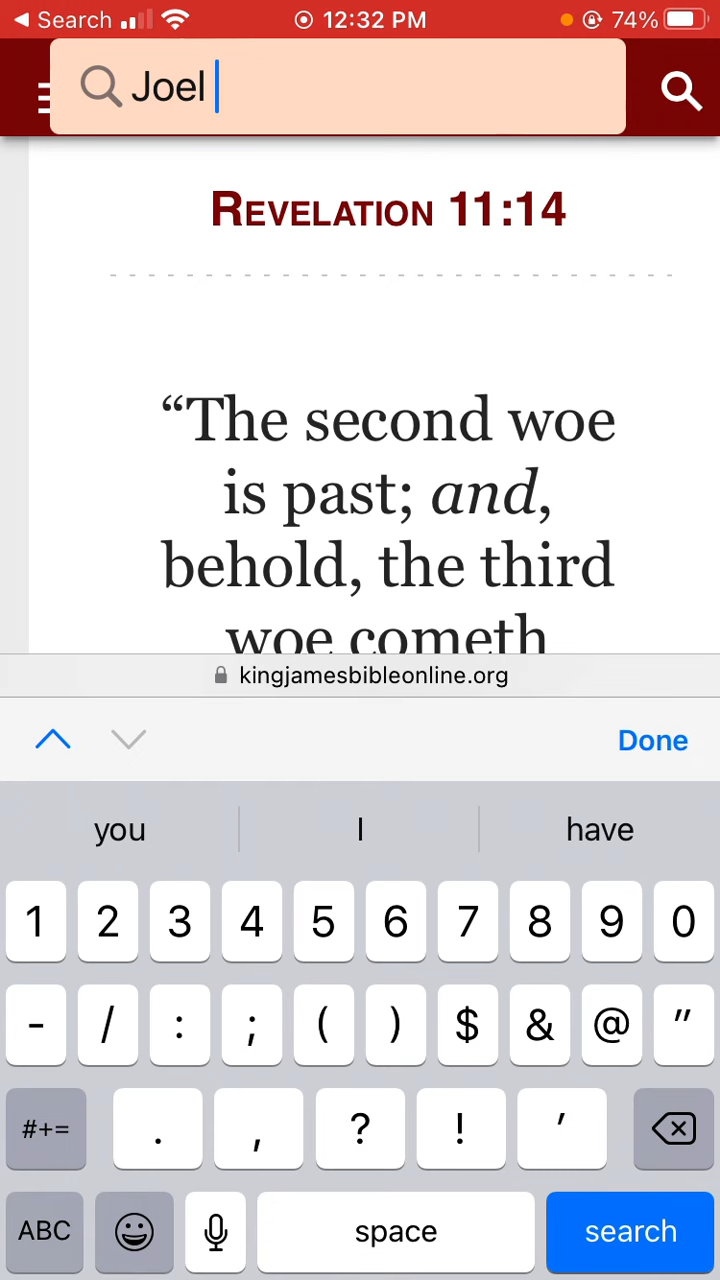 Search 12:32 PM 74%
Joel
REVELATION 11:14
“The second woe
is past; and,
behold, the third
woe cometh
kingjamesbibleonline.org
Done
you I have
1 2 3 4 5 6 7 8 9 0
- / : ; ( ) $ & @ "
#+= . , ? ! '
ABC space search